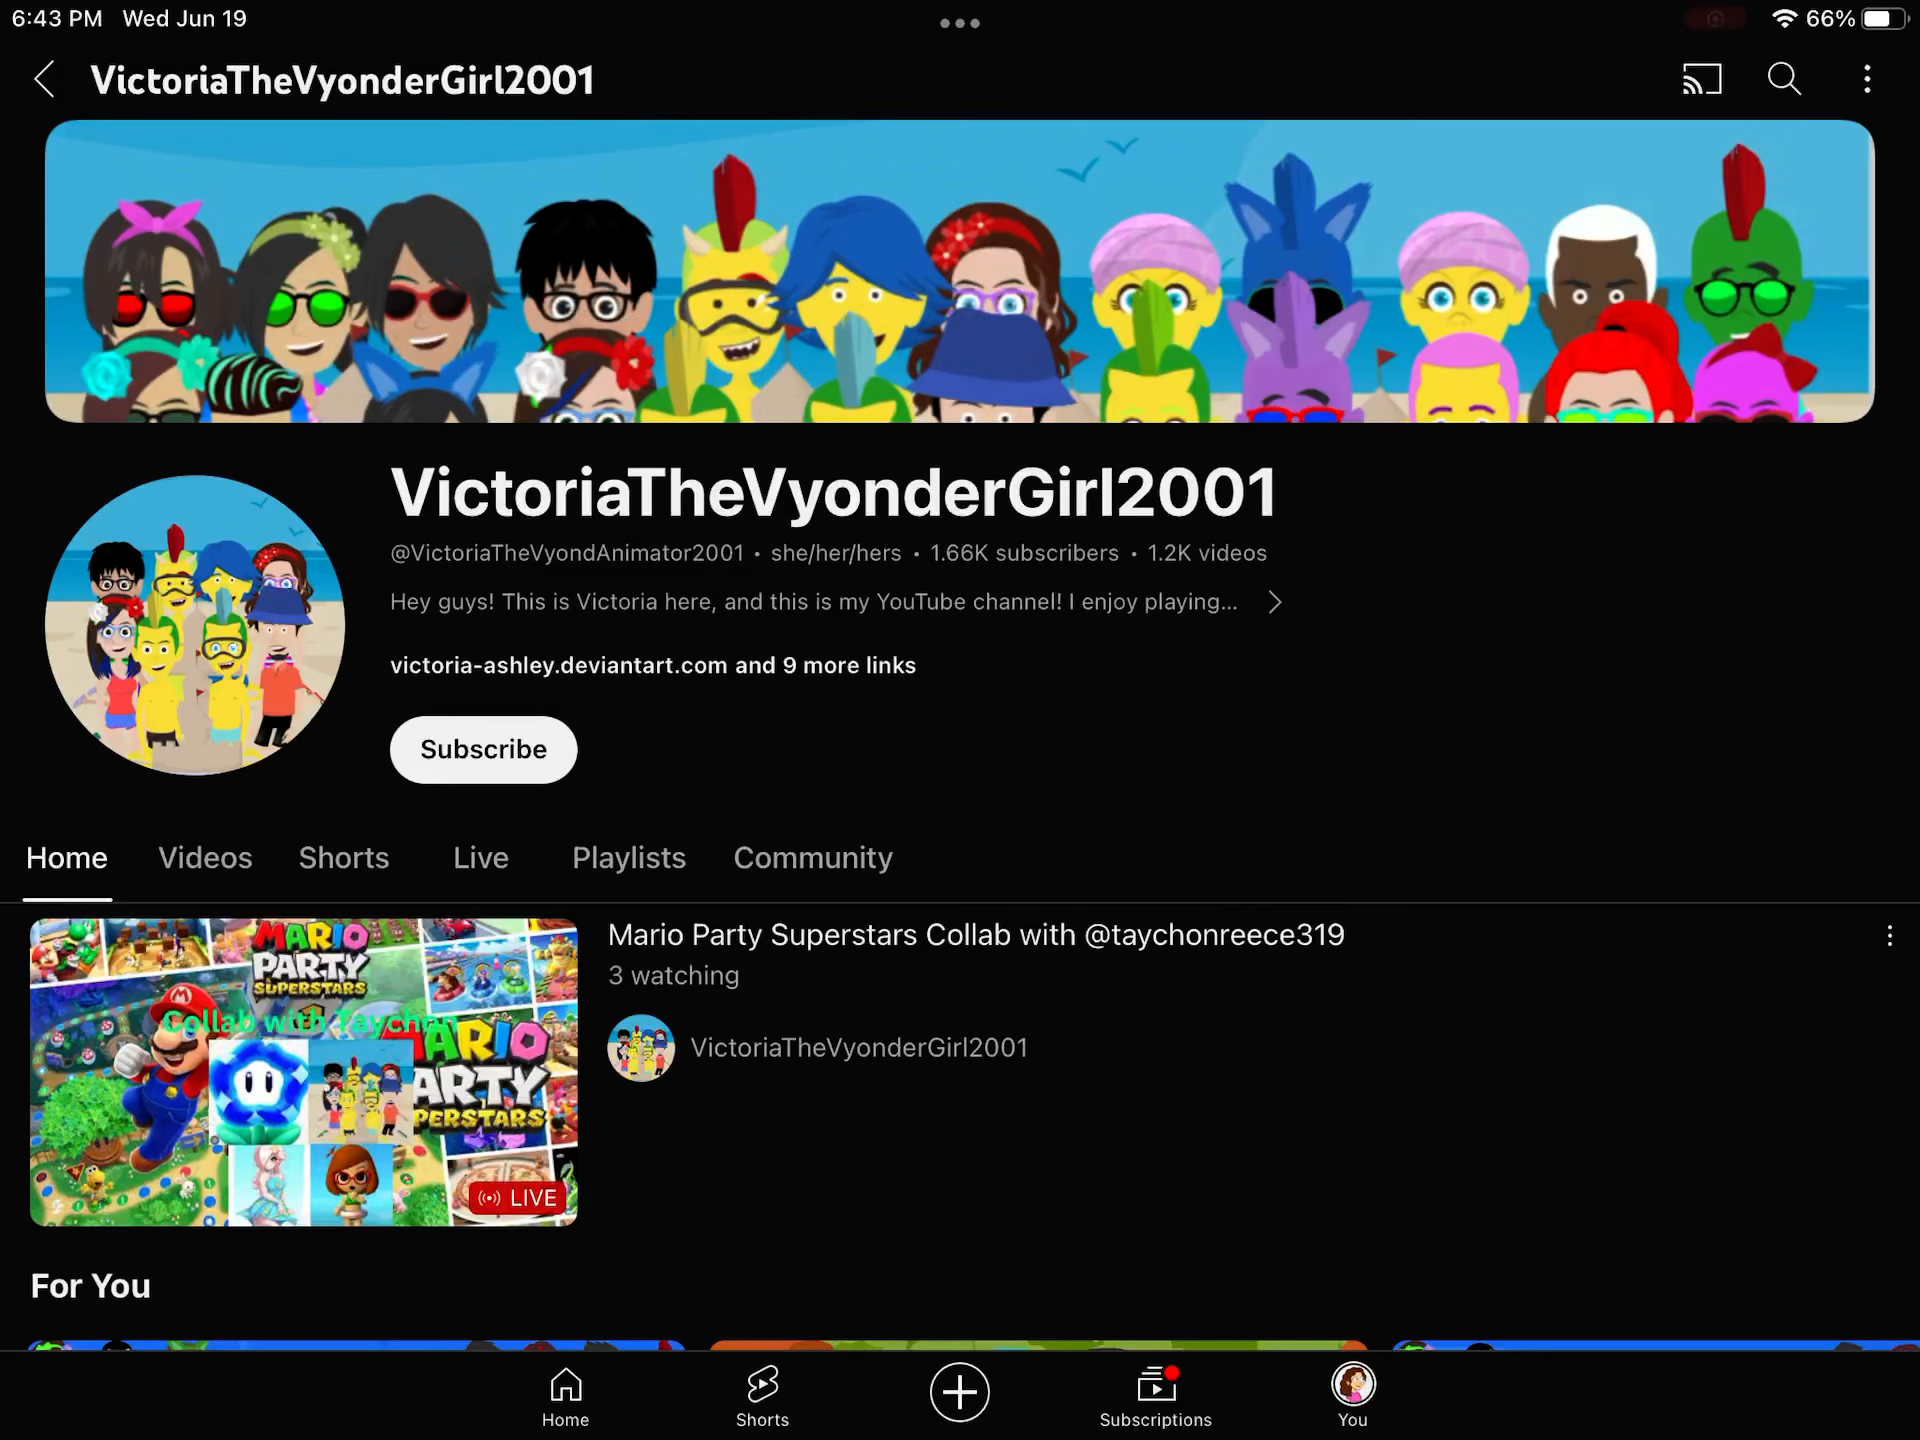 6:43 PM Wed Jun 19
66%
VictoriaTheVyonderGirl2001
VictoriaTheVyonderGirl2001
@VictoriaTheVyondAnimator2001 • she/her/hers • 1.66K subscribers • 1.2K videos
Hey guys! This is Victoria here, and this is my YouTube channel! I enjoy playing...
victoria-ashley.deviantart.com and 9 more links
Subscribe
Home Videos Shorts Live Playlists Community
MARIO
PARTY
SUPERSTARS
Collab with Taychon
MARIO
PARTY
PERSTARS
LIVE
Mario Party Superstars Collab with @taychonreece319
3 watching
VictoriaTheVyonderGirl2001
For You
Home Shorts Subscriptions You